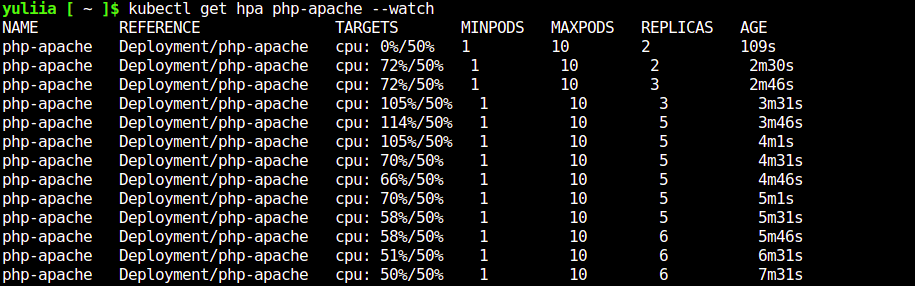 yuliia [ ~ ]$ kubectl get hpa php-apache --watch
NAME         REFERENCE               TARGETS         MINPODS   MAXPODS   REPLICAS   AGE
php-apache   Deployment/php-apache   cpu: 0%/50%   1         10        2          109s
php-apache   Deployment/php-apache   cpu: 72%/50%   1         10        2          2m30s
php-apache   Deployment/php-apache   cpu: 72%/50%   1         10        3          2m46s
php-apache   Deployment/php-apache   cpu: 105%/50%   1         10        3          3m31s
php-apache   Deployment/php-apache   cpu: 114%/50%   1         10        5          3m46s
php-apache   Deployment/php-apache   cpu: 105%/50%   1         10        5          4m1s
php-apache   Deployment/php-apache   cpu: 70%/50%    1         10        5          4m31s
php-apache   Deployment/php-apache   cpu: 66%/50%    1         10        5          4m46s
php-apache   Deployment/php-apache   cpu: 70%/50%    1         10        5          5m1s
php-apache   Deployment/php-apache   cpu: 58%/50%    1         10        5          5m31s
php-apache   Deployment/php-apache   cpu: 58%/50%    1         10        6          5m46s
php-apache   Deployment/php-apache   cpu: 51%/50%    1         10        6          6m31s
php-apache   Deployment/php-apache   cpu: 50%/50%    1         10        6          7m31s